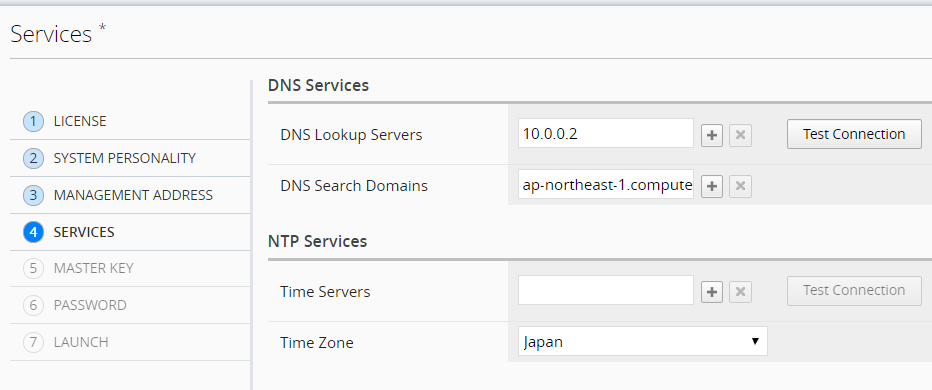 Services *
1 LICENSE
2 SYSTEM PERSONALITY
3 MANAGEMENT ADDRESS
4 SERVICES
5 MASTER KEY
6 PASSWORD
7 LAUNCH
DNS Services
DNS Lookup Servers 10.0.0.2 Test Connection
DNS Search Domains ap-northeast-1.compute
NTP Services
Time Servers Test Connection
Time Zone Japan